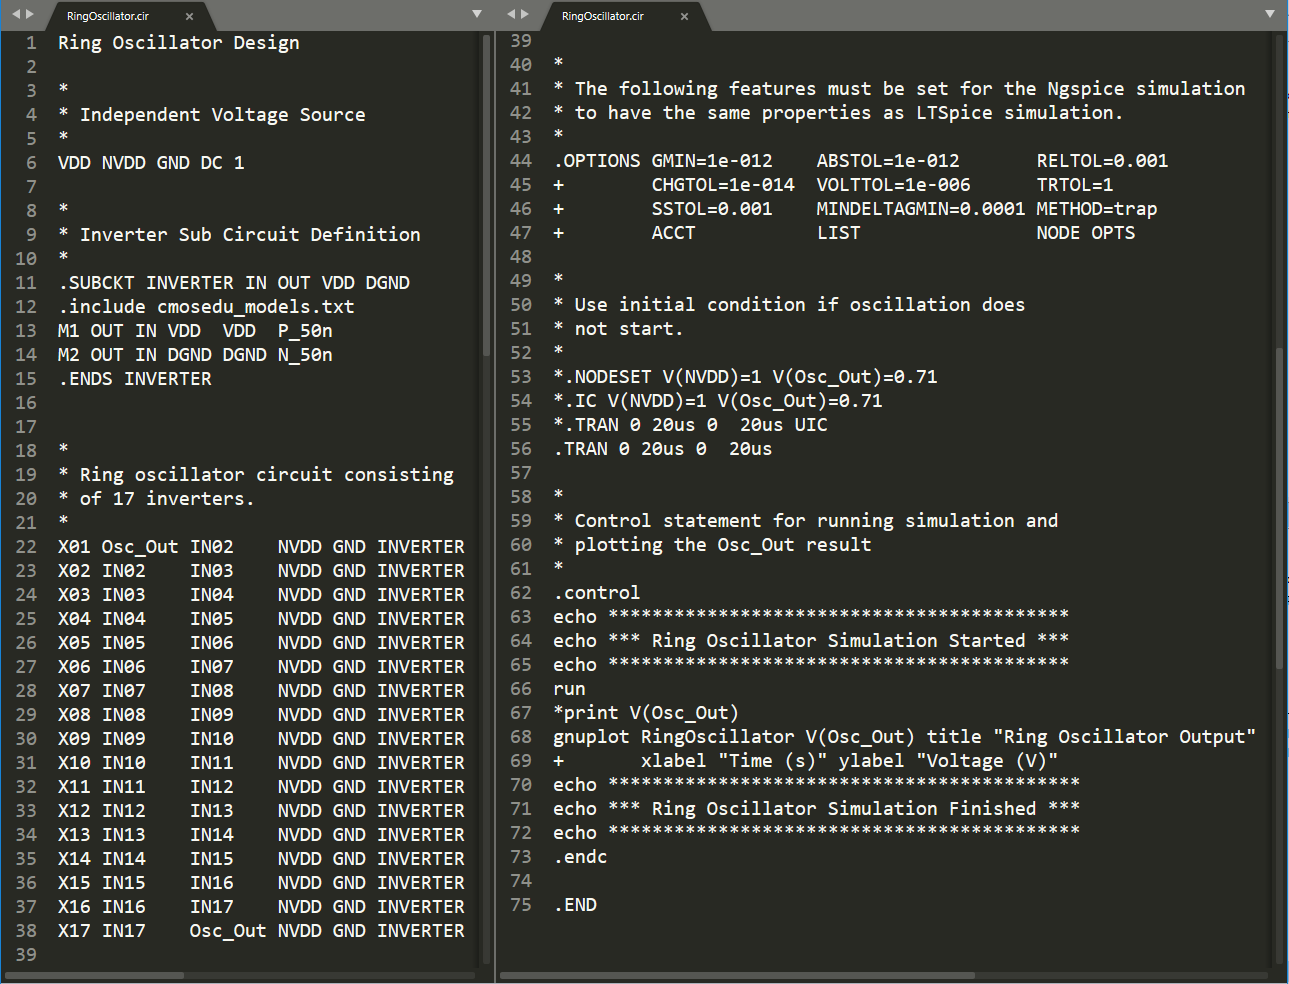 RingOscillator.cir ×
1 Ring Oscillator Design
2
3 *
4 * Independent Voltage Source
5 *
6 VDD NVDD GND DC 1
7
8 *
9 * Inverter Sub Circuit Definition
10 *
11 .SUBCKT INVERTER IN OUT VDD DGND
12 .include cmosedu_models.txt
13 M1 OUT IN VDD  VDD  P_50n
14 M2 OUT IN DGND DGND N_50n
15 .ENDS INVERTER
16
17
18 *
19 * Ring oscillator circuit consisting
20 * of 17 inverters.
21 *
22 X01 Osc_Out IN02    NVDD GND INVERTER
23 X02 IN02    IN03    NVDD GND INVERTER
24 X03 IN03    IN04    NVDD GND INVERTER
25 X04 IN04    IN05    NVDD GND INVERTER
26 X05 IN05    IN06    NVDD GND INVERTER
27 X06 IN06    IN07    NVDD GND INVERTER
28 X07 IN07    IN08    NVDD GND INVERTER
29 X08 IN08    IN09    NVDD GND INVERTER
30 X09 IN09    IN10    NVDD GND INVERTER
31 X10 IN10    IN11    NVDD GND INVERTER
32 X11 IN11    IN12    NVDD GND INVERTER
33 X12 IN12    IN13    NVDD GND INVERTER
34 X13 IN13    IN14    NVDD GND INVERTER
35 X14 IN14    IN15    NVDD GND INVERTER
36 X15 IN15    IN16    NVDD GND INVERTER
37 X16 IN16    IN17    NVDD GND INVERTER
38 X17 IN17    Osc_Out NVDD GND INVERTER
39
RingOscillator.cir ×
39
40 *
41 * The following features must be set for the Ngspice simulation
42 * to have the same properties as LTSpice simulation.
43 *
44 .OPTIONS GMIN=1e-012    ABSTOL=1e-012       RELTOL=0.001
45 +        CHGTOL=1e-014  VOLTTOL=1e-006      TRTOL=1
46 +        SSTOL=0.001    MINDELTAGMIN=0.0001 METHOD=trap
47 +        ACCT           LIST                NODE OPTS
48
49 *
50 * Use initial condition if oscillation does
51 * not start.
52 *
53 *.NODESET V(NVDD)=1 V(Osc_Out)=0.71
54 *.IC V(NVDD)=1 V(Osc_Out)=0.71
55 *.TRAN 0 20us 0  20us UIC
56 .TRAN 0 20us 0  20us
57
58 *
59 * Control statement for running simulation and
60 * plotting the Osc_Out result
61 *
62 .control
63 echo ******************************************
64 echo *** Ring Oscillator Simulation Started ***
65 echo ******************************************
66 run
67 *print V(Osc_Out)
68 gnuplot RingOscillator V(Osc_Out) title "Ring Oscillator Output"
69 +       xlabel "Time (s)" ylabel "Voltage (V)"
70 echo *******************************************
71 echo *** Ring Oscillator Simulation Finished ***
72 echo *******************************************
73 .endc
74
75 .END